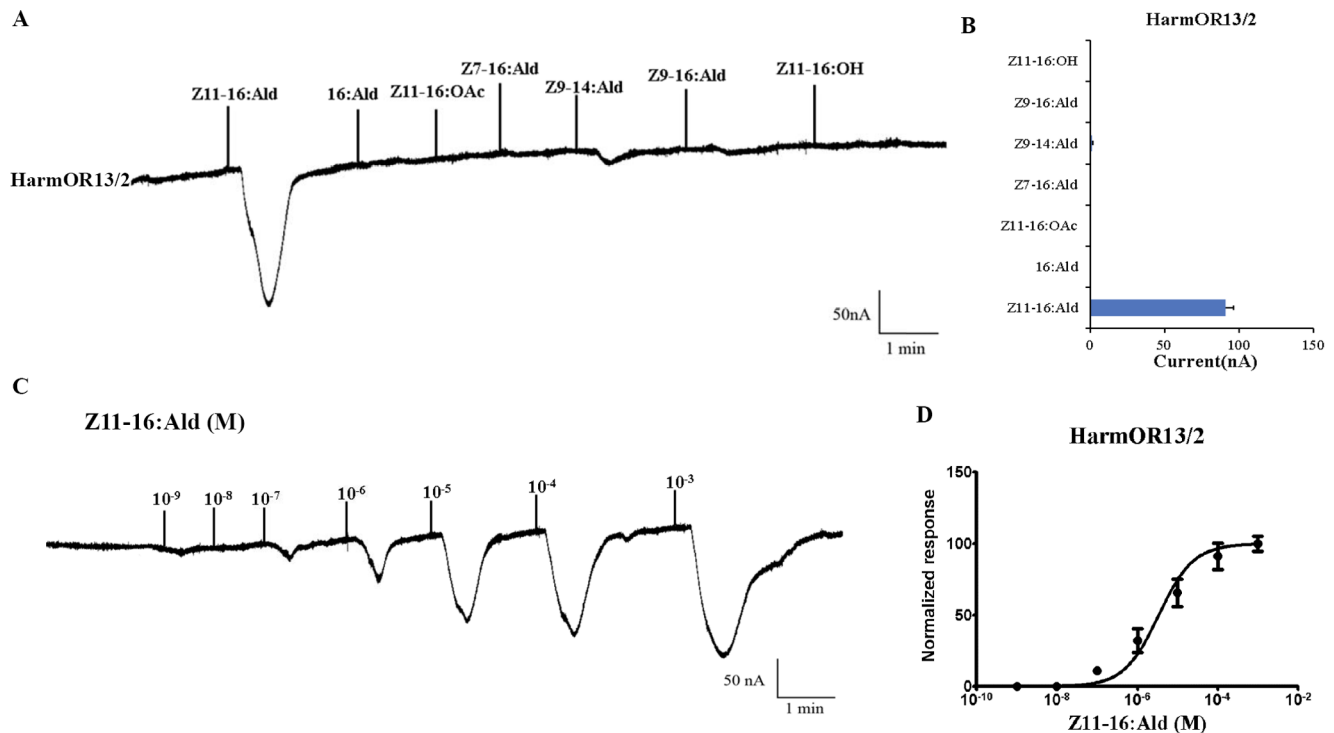 A
Z11-16:Ald
16:Ald
Z11-16:OAc
Z7-16:Ald
Z9-14:Ald
Z9-16:Ald
Z11-16:OH
HarmOR13/2
50nA
1 min
B
HarmOR13/2
Z11-16:OH
Z9-16:Ald
Z9-14:Ald
Z7-16:Ald
Z11-16:OAc
16:Ald
Z11-16:Ald
0 50 100 150
Current(nA)
C
Z11-16:Ald (M)
10⁻⁹ 10⁻⁸ 10⁻⁷ 10⁻⁶ 10⁻⁵ 10⁻⁴ 10⁻³
50 nA
1 min
D
HarmOR13/2
Normalized response
150
100
50
0
10⁻¹⁰ 10⁻⁸ 10⁻⁶ 10⁻⁴ 10⁻²
Z11-16:Ald (M)